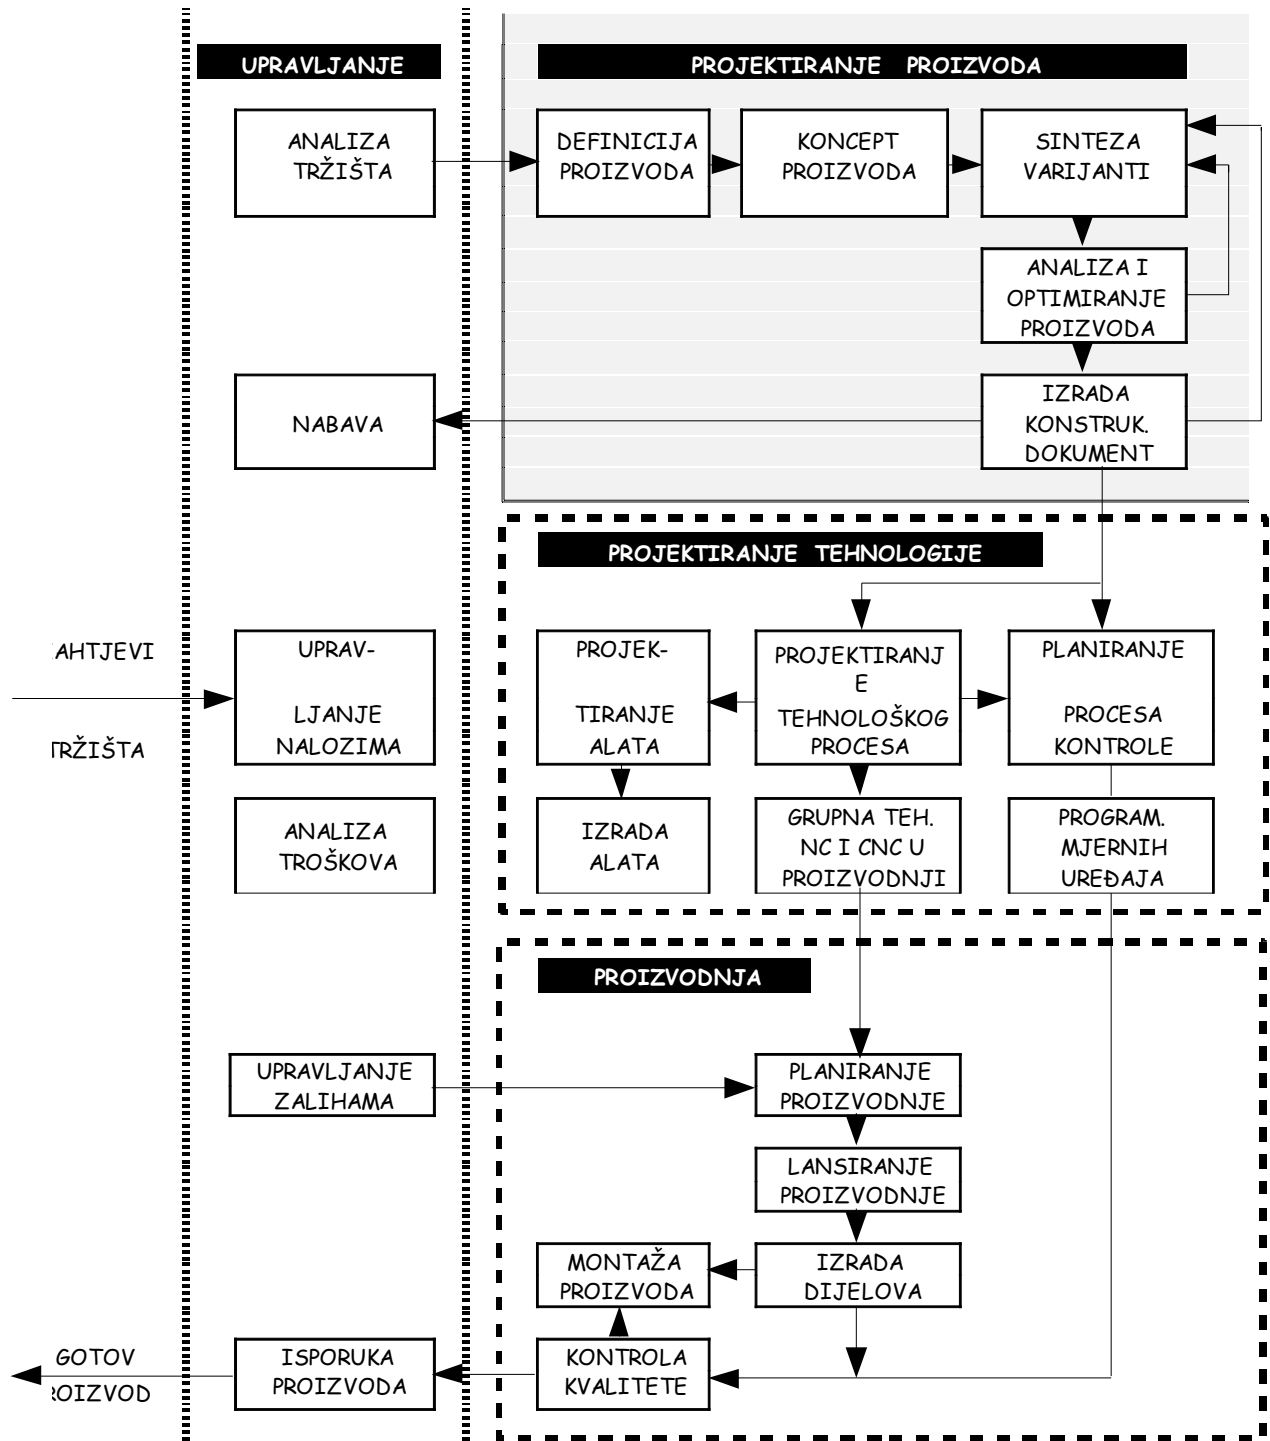 UPRAVLJANJE
PROJEKTIRANJE PROIZVODA
ANALIZA
TRŽIŠTA
DEFINICIJA
PROIZVODA
KONCEPT
PROIZVODA
SINTEZA
VARIJANTI
ANALIZA I
OPTIMIRANJE
PROIZVODA
NABAVA
IZRADA
KONSTRUK.
DOKUMENT
PROJEKTIRANJE TEHNOLOGIJE
AHTJEVI
TRŽIŠTA
UPRAV-
LJANJE
NALOZIMA
PROJEK-
TIRANJE
ALATA
PROJEKTIRANJ
E
TEHNOLOŠKOG
PROCESA
PLANIRANJE
PROCESA
KONTROLE
ANALIZA
TROŠKOVA
IZRADA
ALATA
GRUPNA TEH.
NC I CNC U
PROIZVODNJI
PROGRAM.
MJERNIH
UREĐAJA
PROIZVODNJA
UPRAVLJANJE
ZALIHAMA
PLANIRANJE
PROIZVODNJE
LANSIRANJE
PROIZVODNJE
MONTAŽA
PROIZVODA
IZRADA
DIJELOVA
GOTOV
ROIZVOD
ISPORUKA
PROIZVODA
KONTROLA
KVALITETE